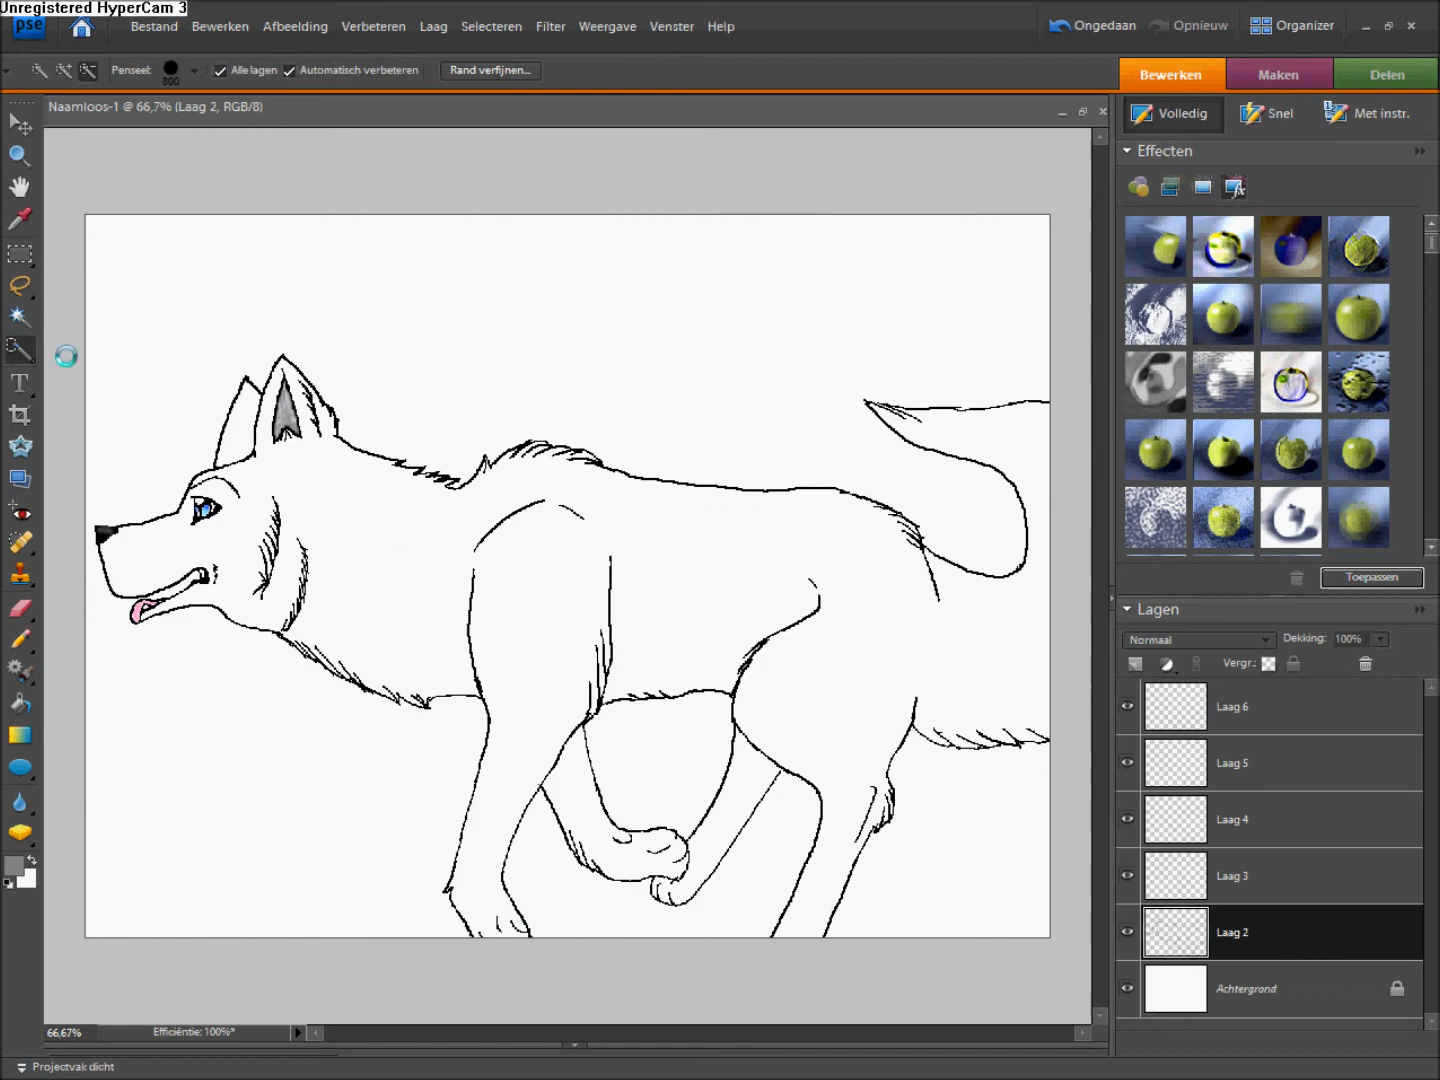 Unregistered HyperCam 3
pse
Bestand Bewerken Afbeelding Verbeteren Laag Selecteren Filter Weergave Venster Help
Ongedaan Opnieuw Organizer
Penseel: 800 Alle lagen Automatisch verbeteren Rand verfijnen...
Bewerken Maken Delen
Naamloos-1 @ 66,7% (Laag 2, RGB/8)
Volledig Snel Met instr.
Effecten
Toepassen
Lagen
Normaal Dekking: 100%
Vergr.:
Laag 6
Laag 5
Laag 4
Laag 3
Laag 2
Achtergrond
66,67% Efficiëntie: 100%*
Projectvak dicht